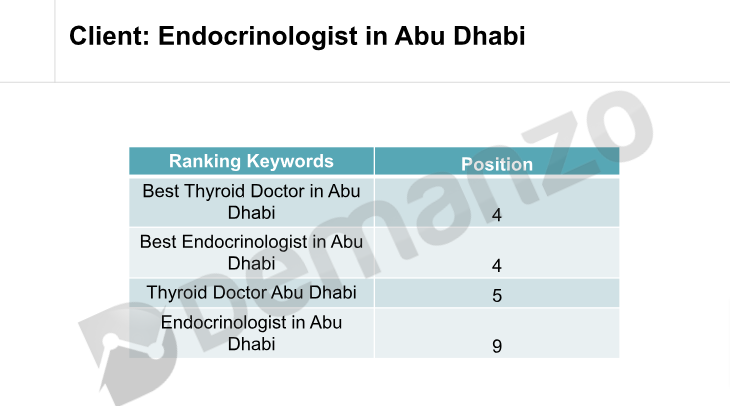 Client: Endocrinologist in Abu Dhabi
Ranking Keywords Position
Best Thyroid Doctor in Abu
Dhabi 4
Best Endocrinologist in Abu
Dhabi 4
Thyroid Doctor Abu Dhabi 5
Endocrinologist in Abu
Dhabi 9
Demanzo